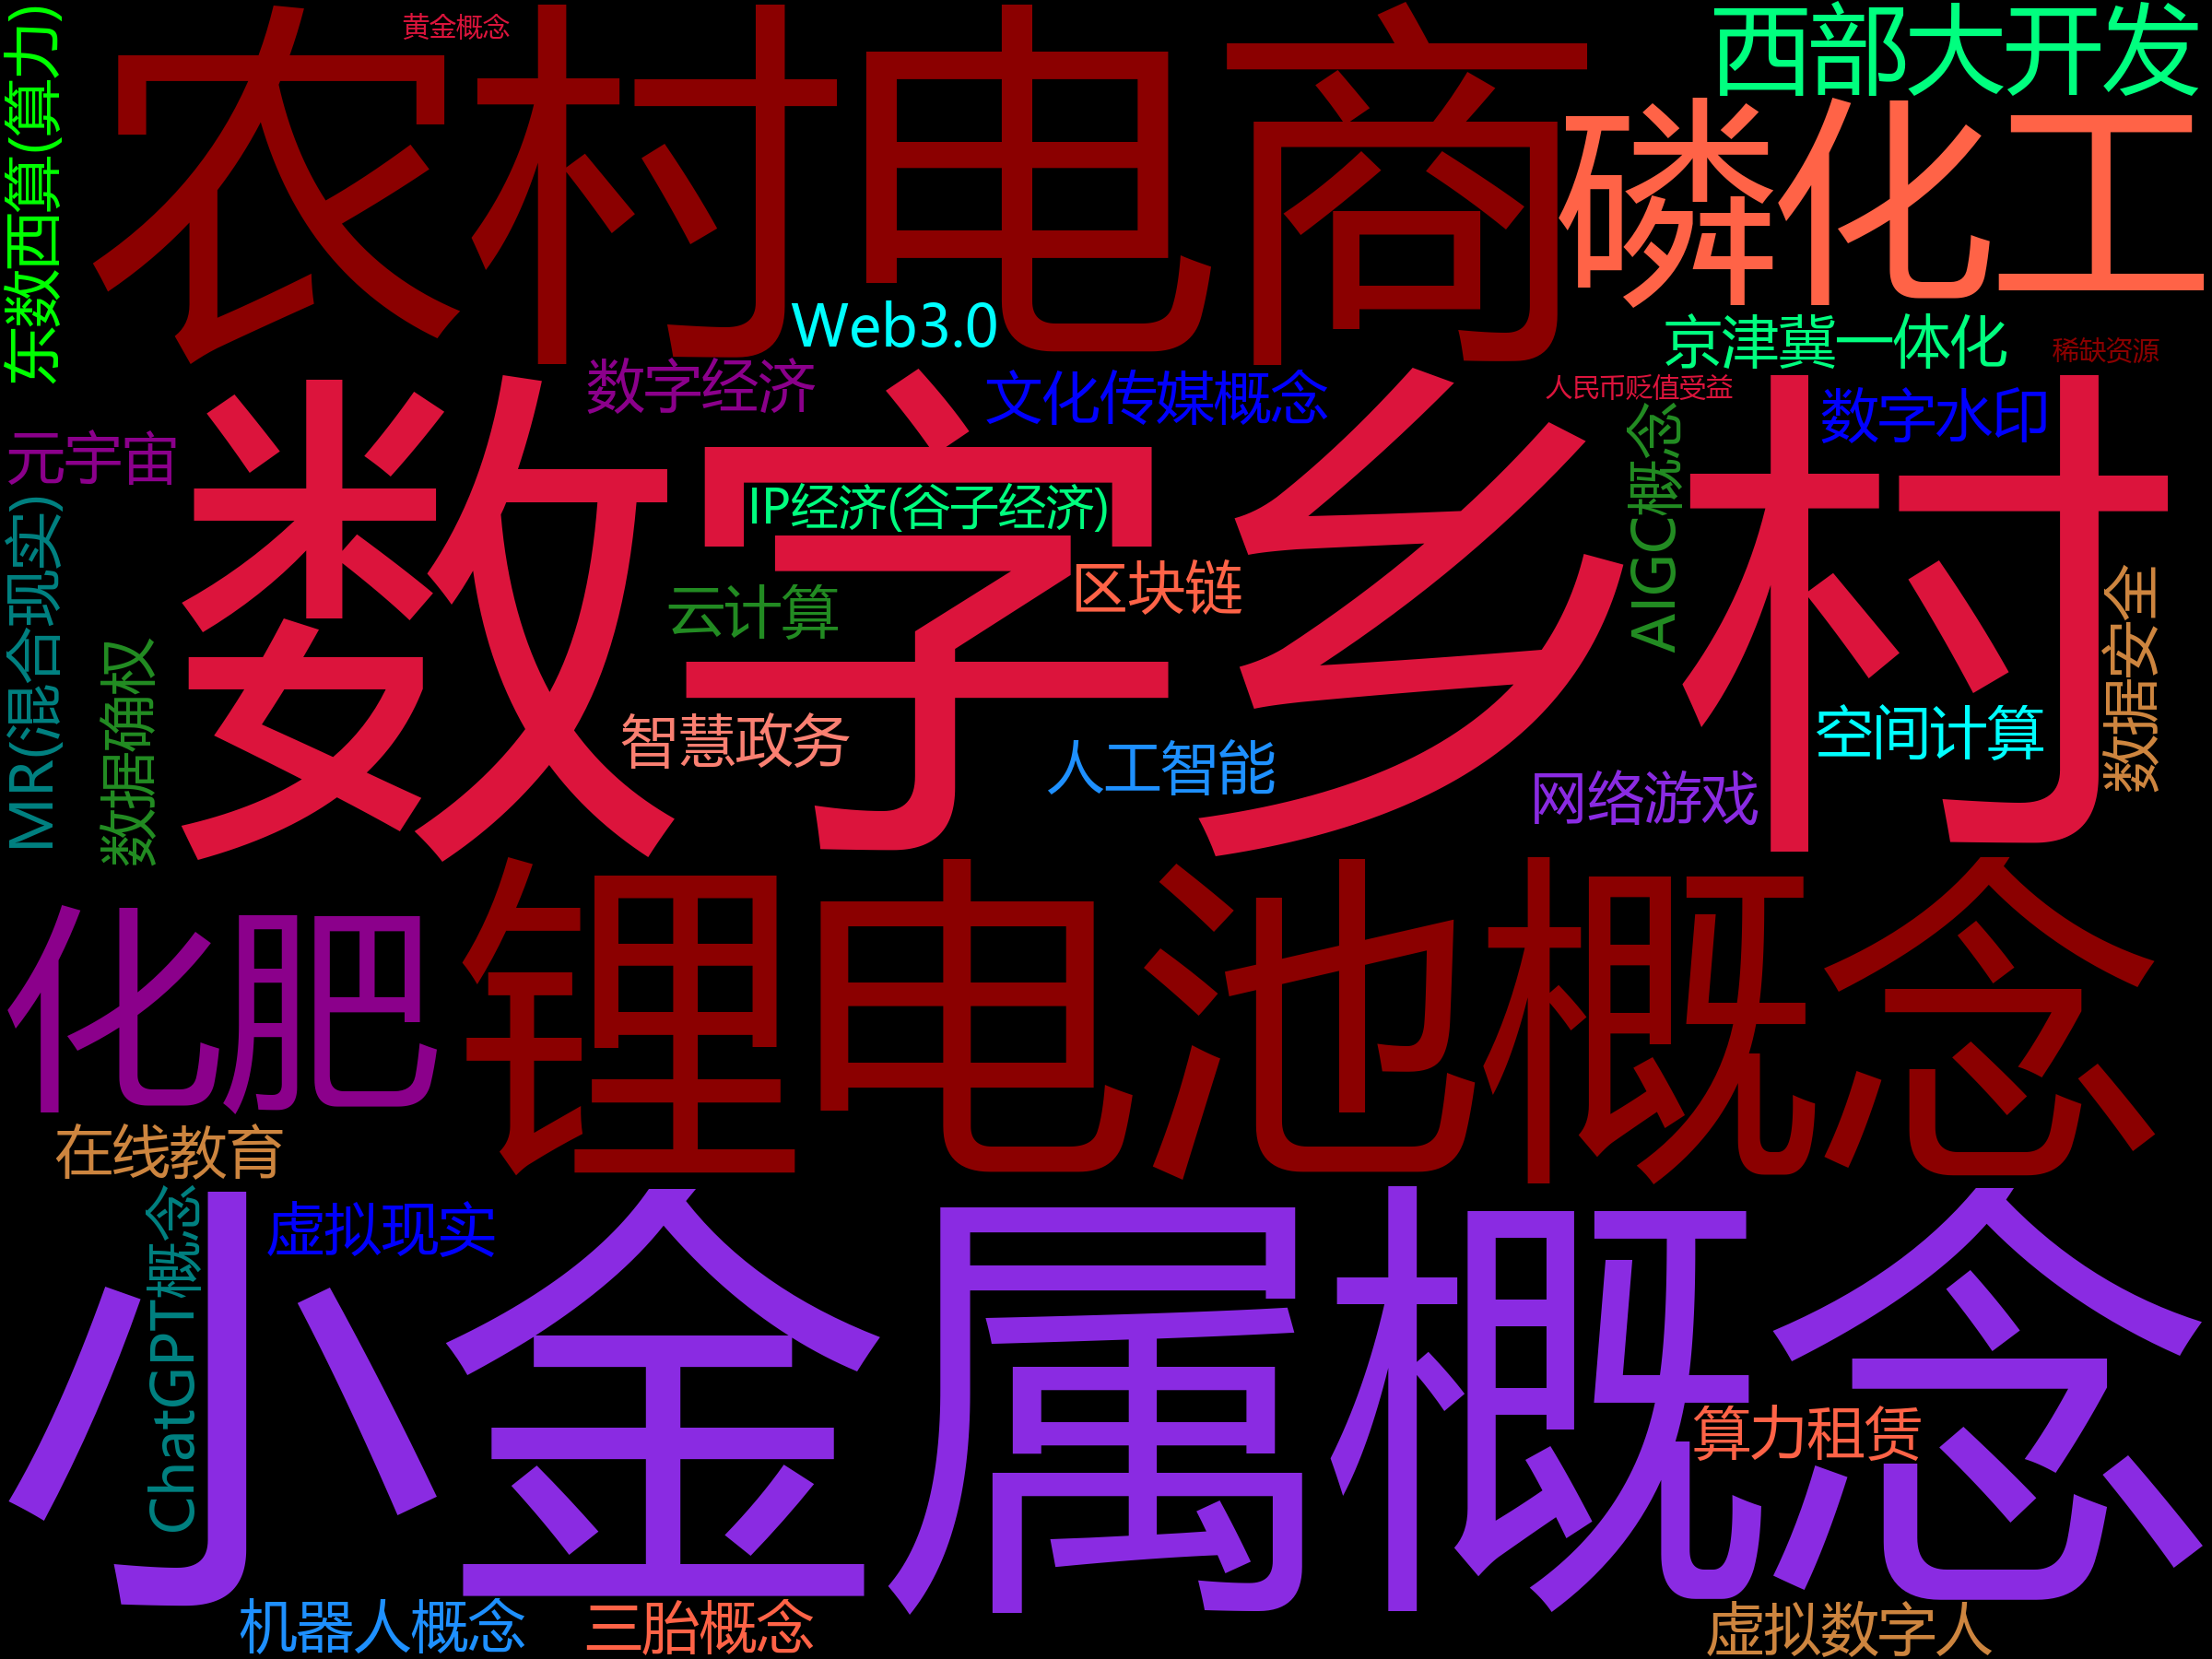 黄金概念
西部大开发
东数西算(算力)
农村电商
磷化工
Web3.0
京津冀一体化
稀缺资源
数字经济
文化传媒概念
人民币贬值受益
数字水印
元宇宙
数字乡村
IP经济(谷子经济)
AIGC概念
MR(混合现实)
云计算
区块链
数据安全
数据确权
智慧政务
人工智能
网络游戏
空间计算
化肥
锂电池概念
在线教育
ChatGPT概念
虚拟现实
小金属概念
算力租赁
机器人概念
三胎概念
虚拟数字人